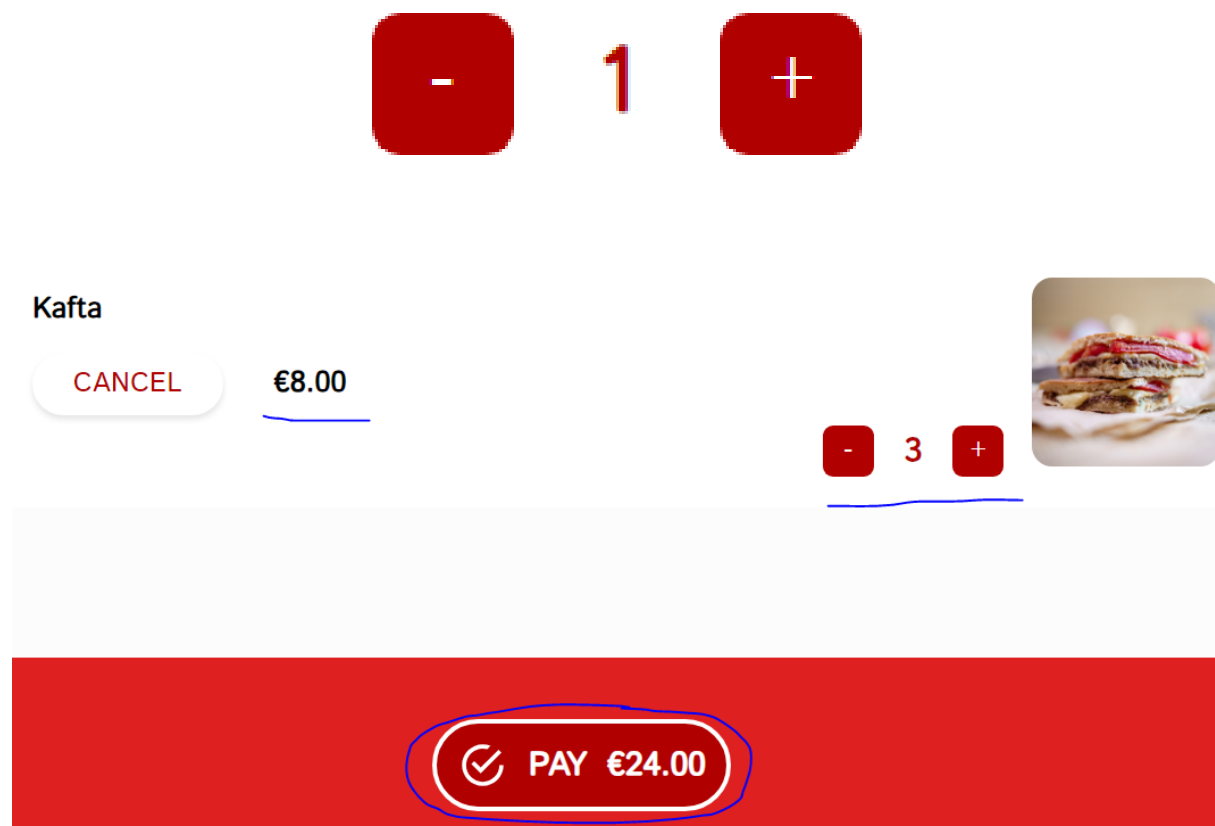 - 1 +
Kafta
CANCEL €8.00
- 3 +
PAY €24.00